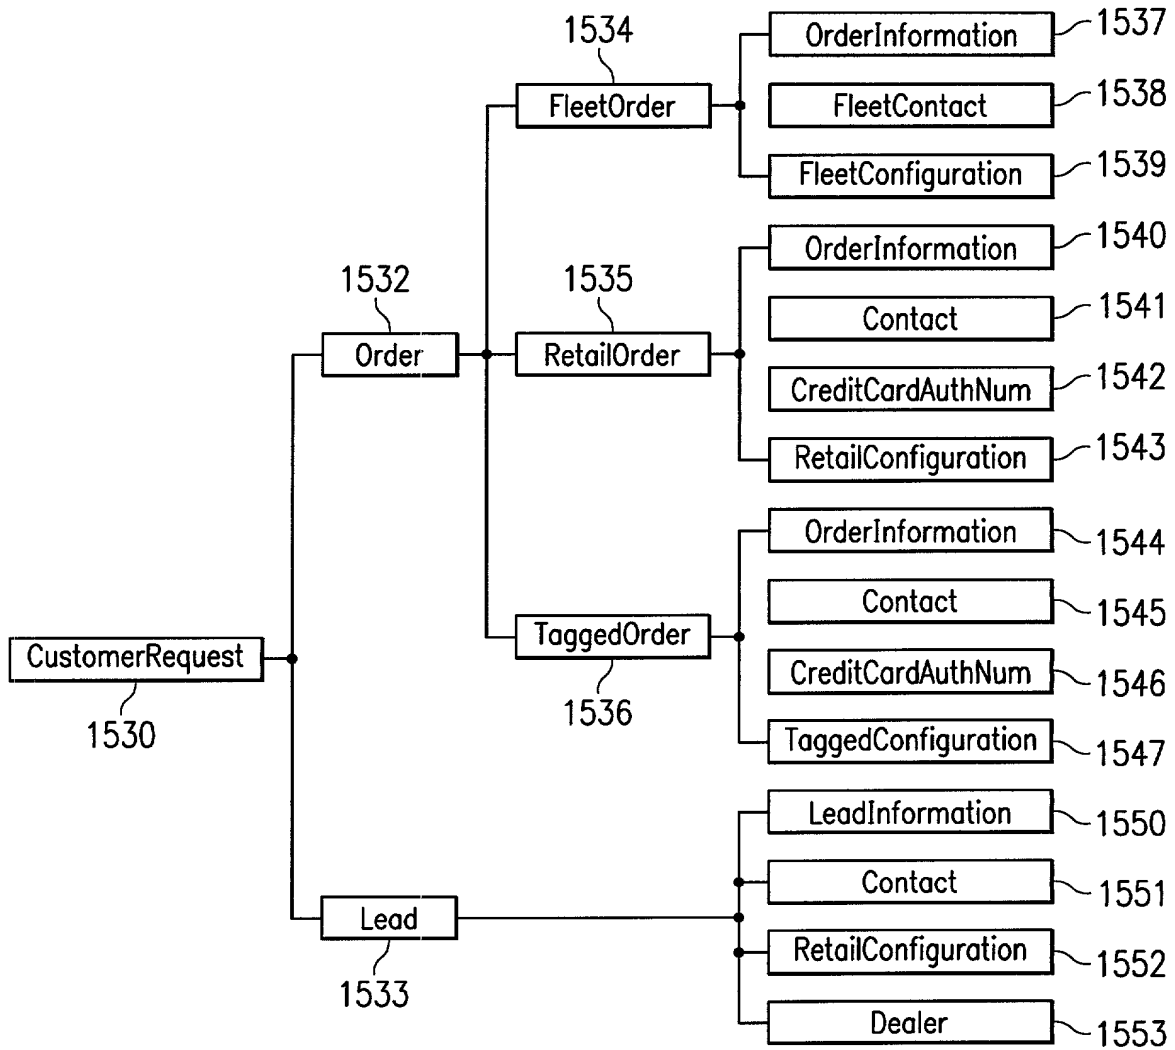 1534
FleetOrder
OrderInformation 1537
FleetContact 1538
FleetConfiguration 1539
1532
Order
1535
RetailOrder
OrderInformation 1540
Contact 1541
CreditCardAuthNum 1542
RetailConfiguration 1543
TaggedOrder
1536
OrderInformation 1544
Contact 1545
CreditCardAuthNum 1546
TaggedConfiguration 1547
CustomerRequest
1530
Lead
1533
LeadInformation 1550
Contact 1551
RetailConfiguration 1552
Dealer 1553